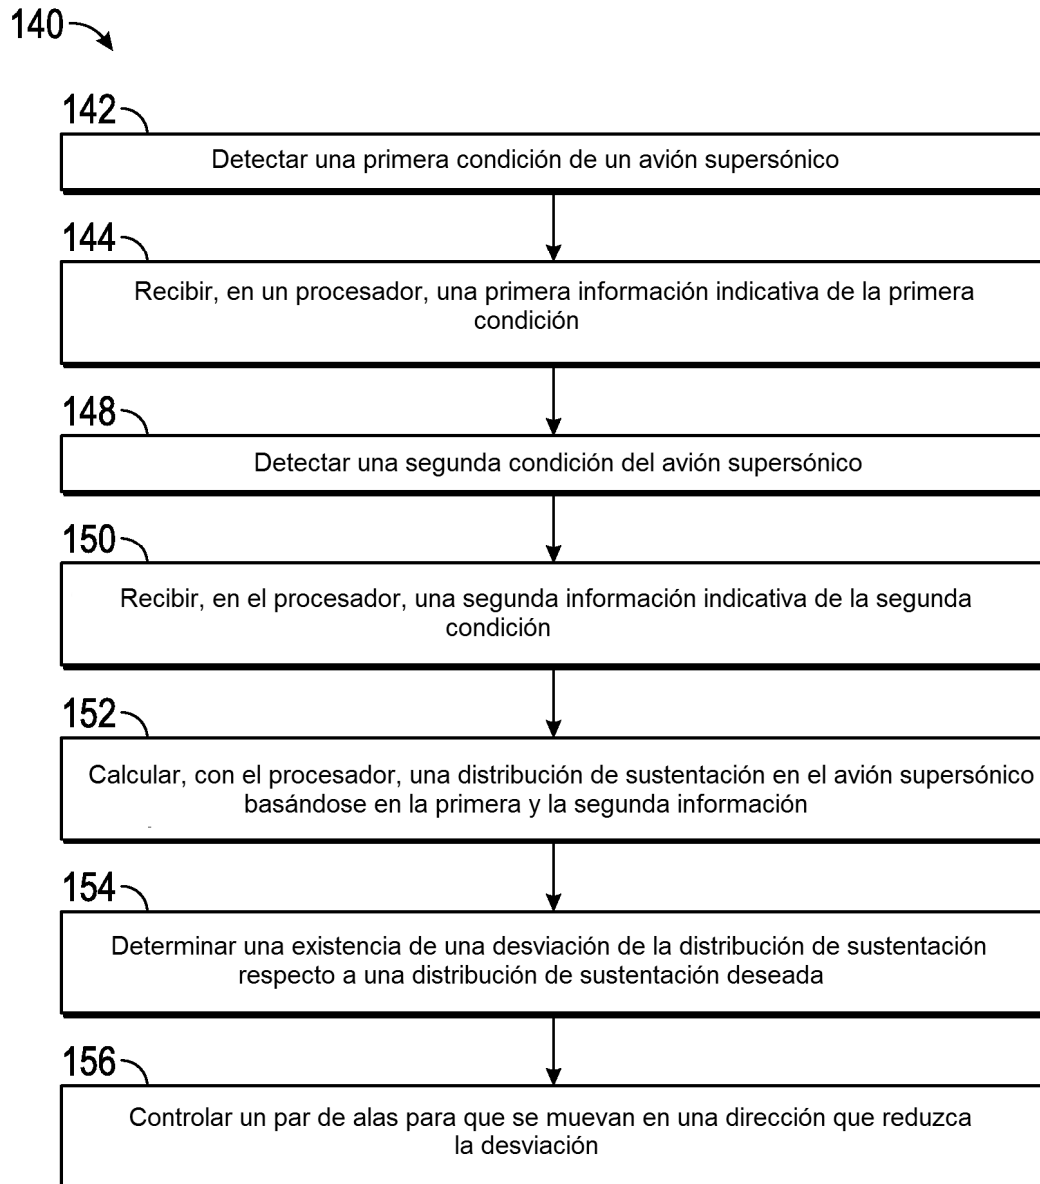 140
142
Detectar una primera condición de un avión supersónico
144
Recibir, en un procesador, una primera información indicativa de la primera
condición
148
Detectar una segunda condición del avión supersónico
150
Recibir, en el procesador, una segunda información indicativa de la segunda
condición
152
Calcular, con el procesador, una distribución de sustentación en el avión supersónico
basándose en la primera y la segunda información
154
Determinar una existencia de una desviación de la distribución de sustentación
respecto a una distribución de sustentación deseada
156
Controlar un par de alas para que se muevan en una dirección que reduzca
la desviación